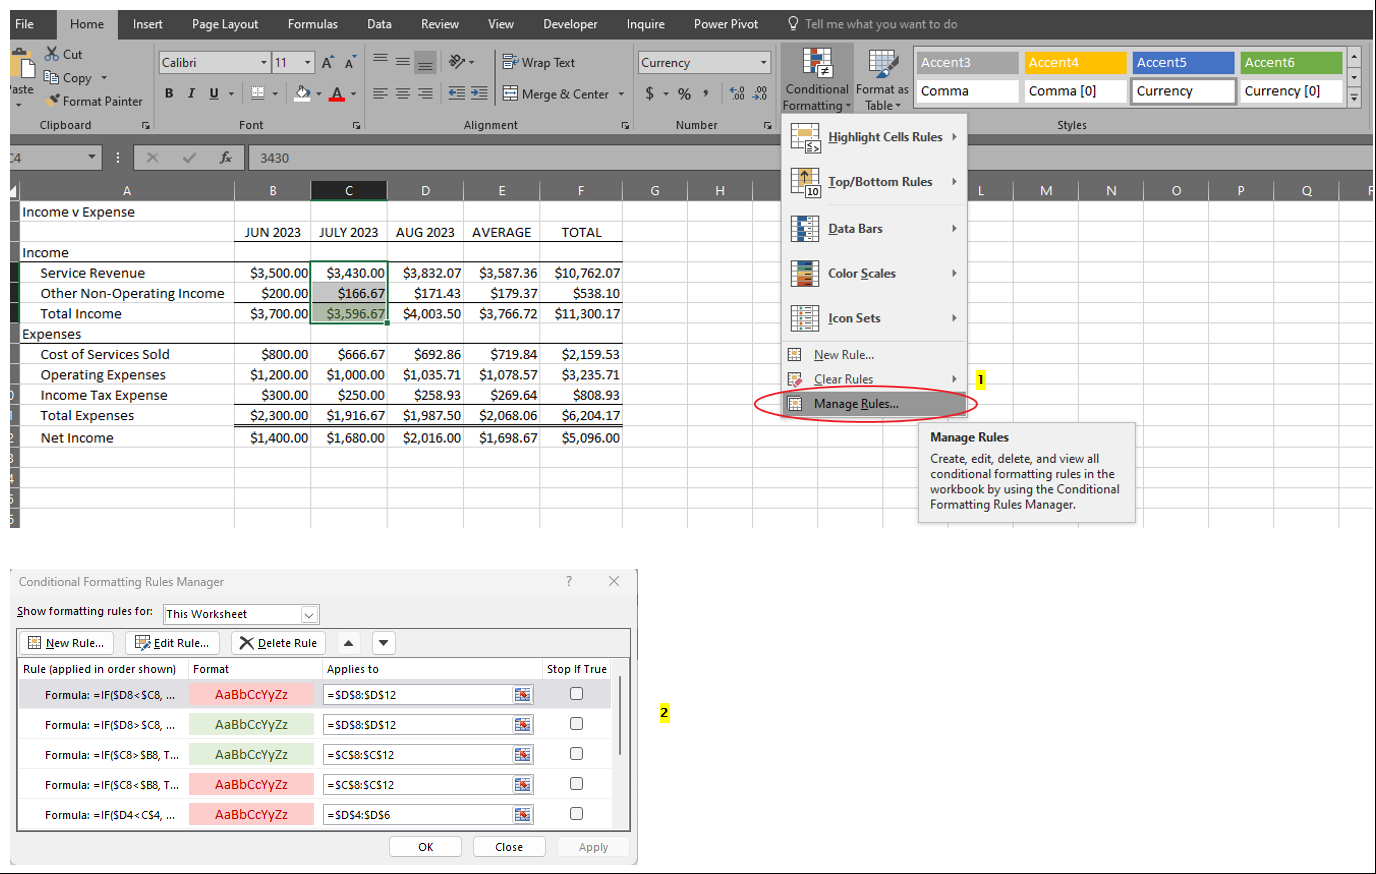 File Home Insert Page Layout Formulas Data Review View Developer Inquire Power Pivot Tell me what you want to do
Cut
Copy
Format Painter
Clipboard
Calibri 11
B I U
Font
Wrap Text
Merge & Center
Alignment
Currency
$ % ,
Number
Conditional Formatting
Format as Table
Accent3 Accent4 Accent5 Accent6
Comma Comma [0] Currency Currency [0]
Styles
fx 3430
A B C D E F G H L M N O P Q
Income v Expense
JUN 2023 JULY 2023 AUG 2023 AVERAGE TOTAL
Income
Service Revenue $3,500.00 $3,430.00 $3,832.07 $3,587.36 $10,762.07
Other Non-Operating Income $200.00 $166.67 $171.43 $179.37 $538.10
Total Income $3,700.00 $3,596.67 $4,003.50 $3,766.72 $11,300.17
Expenses
Cost of Services Sold $800.00 $666.67 $692.86 $719.84 $2,159.53
Operating Expenses $1,200.00 $1,000.00 $1,035.71 $1,078.57 $3,235.71
Income Tax Expense $300.00 $250.00 $258.93 $269.64 $808.93
Total Expenses $2,300.00 $1,916.67 $1,987.50 $2,068.06 $6,204.17
Net Income $1,400.00 $1,680.00 $2,016.00 $1,698.67 $5,096.00
Highlight Cells Rules
Top/Bottom Rules
Data Bars
Color Scales
Icon Sets
New Rule...
Clear Rules
1
Manage Rules...
Manage Rules
Create, edit, delete, and view all
conditional formatting rules in the
workbook by using the Conditional
Formatting Rules Manager.
Conditional Formatting Rules Manager ?
Show formatting rules for: This Worksheet
New Rule... Edit Rule... Delete Rule
Rule (applied in order shown) Format Applies to Stop If True
Formula: =IF($D8<$C8, ... AaBbCcYyZz =$D$8:$D$12
Formula: =IF($D8>$C8, ... AaBbCcYyZz =$D$8:$D$12
2
Formula: =IF($C8>$B8, T... AaBbCcYyZz =$C$8:$C$12
Formula: =IF($C8<$B8, T... AaBbCcYyZz =$C$8:$C$12
Formula: =IF($D4<C$4, ... AaBbCcYyZz =$D$4:$D$6
OK Close Apply